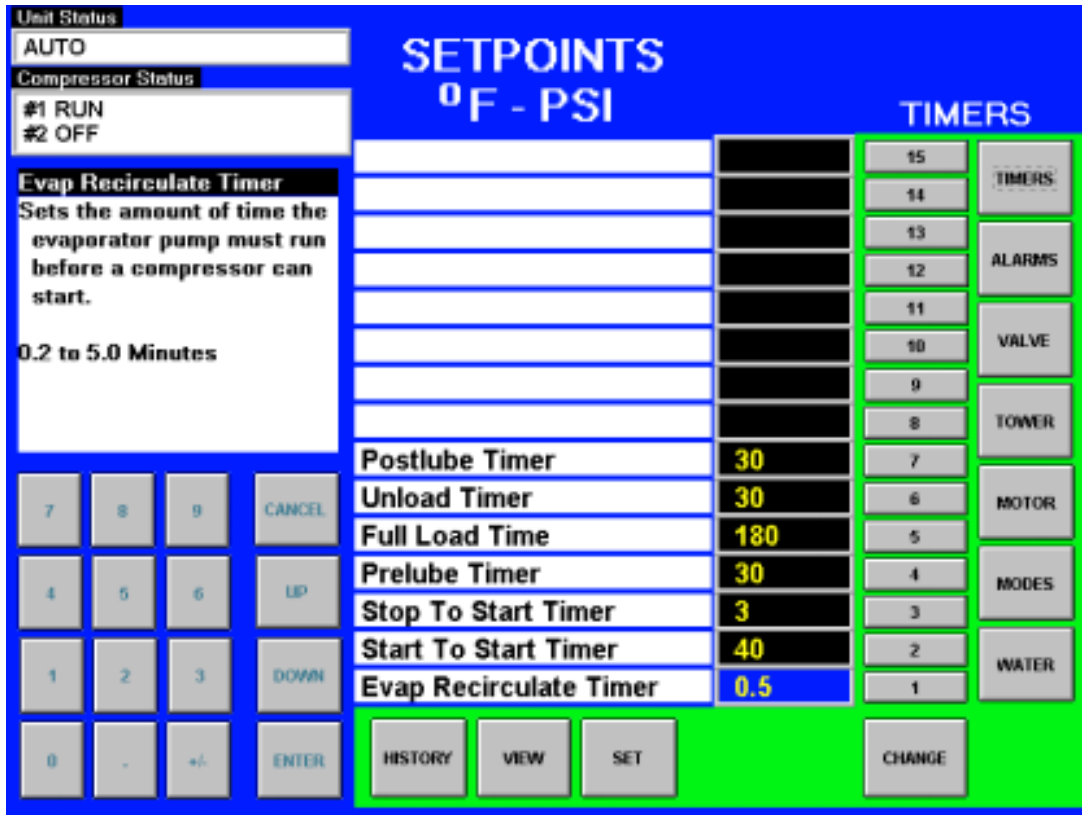 Unit Status
AUTO
Compressor Status
#1 RUN
#2 OFF
SETPOINTS
⁰F - PSI
TIMERS
Evap Recirculate Timer
Sets the amount of time the
evaporator pump must run
before a compressor can
start.
0.2 to 5.0 Minutes
15
14
13
12
11
10
9
8
Postlube Timer 30 7
Unload Timer 30 6
Full Load Time 180 5
Prelube Timer 30 4
Stop To Start Timer 3 3
Start To Start Timer 40 2
Evap Recirculate Timer 0.5 1
TIMERS
ALARMS
VALVE
TOWER
MOTOR
MODES
WATER
7 8 9 CANCEL
4 5 6 UP
1 2 3 DOWN
0 . +/- ENTER
HISTORY VIEW SET CHANGE